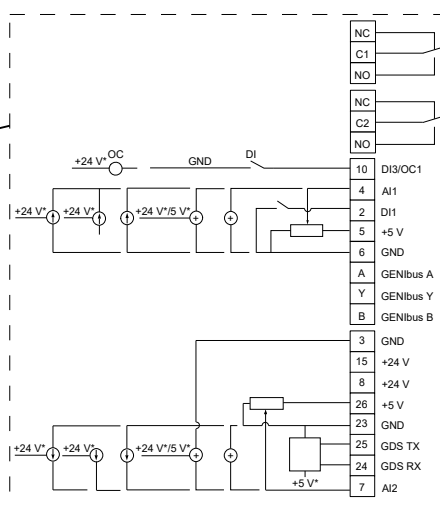 NC
C1
NO
NC
C2
NO
+24 V* OC GND DI 10 DI3/OC1
4 AI1
+24 V* +24 V* +24 V*/5 V* 2 DI1
5 +5 V
6 GND
A GENIbus A
Y GENIbus Y
B GENIbus B
3 GND
15 +24 V
8 +24 V
26 +5 V
23 GND
+24 V* +24 V* +24 V*/5 V* 25 GDS TX
24 GDS RX
+5 V* 7 AI2